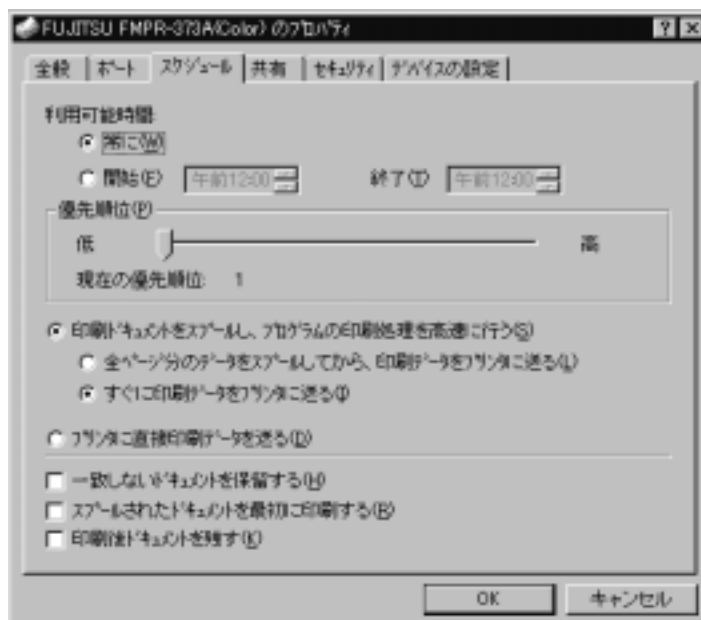 FUJITSU FMPR-373A(Color) のプロパティ
全般 ポート スケジュール 共有 セキュリティ デバイスの設定
利用可能時間:
常に(W)
開始(E) 午前12:00 終了(T) 午前12:00
優先順位(P)
低 高
現在の優先順位: 1
印刷ドキュメントをスプールし、プログラムの印刷処理を高速に行う(S)
全ページ分のデータをスプールしてから、印刷データをプリンタに送る(L)
すぐに印刷データをプリンタに送る(I)
プリンタに直接印刷データを送る(D)
一致しないドキュメントを保留する(H)
スプールされたドキュメントを最初に印刷する(R)
印刷後ドキュメントを残す(K)
OK キャンセル